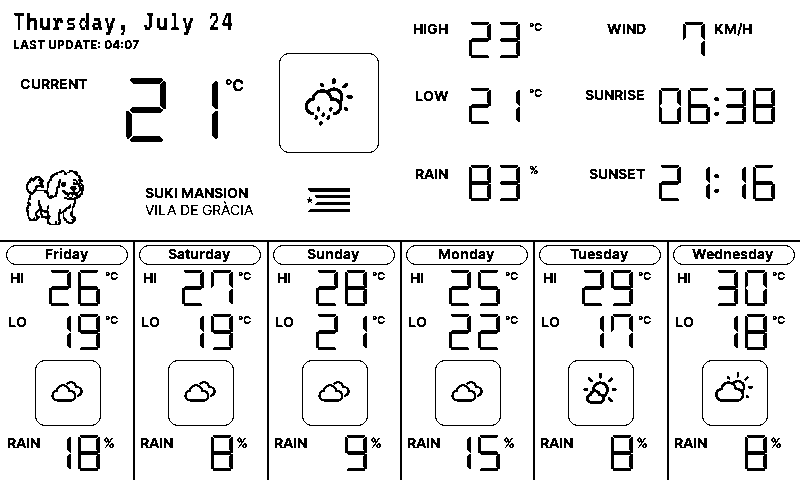 Thursday, July 24
LAST UPDATE: 04:07
CURRENT 21 °C
HIGH 23 °C
LOW 21 °C
RAIN 83 %
WIND 7 KM/H
SUNRISE 06:38
SUNSET 21:16
SUKI MANSION
VILA DE GRÀCIA
Friday
HI 26 °C
LO 19 °C
RAIN 18 %
Saturday
HI 27 °C
LO 19 °C
RAIN 8 %
Sunday
HI 28 °C
LO 21 °C
RAIN 9 %
Monday
HI 25 °C
LO 22 °C
RAIN 15 %
Tuesday
HI 29 °C
LO 17 °C
RAIN 8 %
Wednesday
HI 30 °C
LO 18 °C
RAIN 8 %